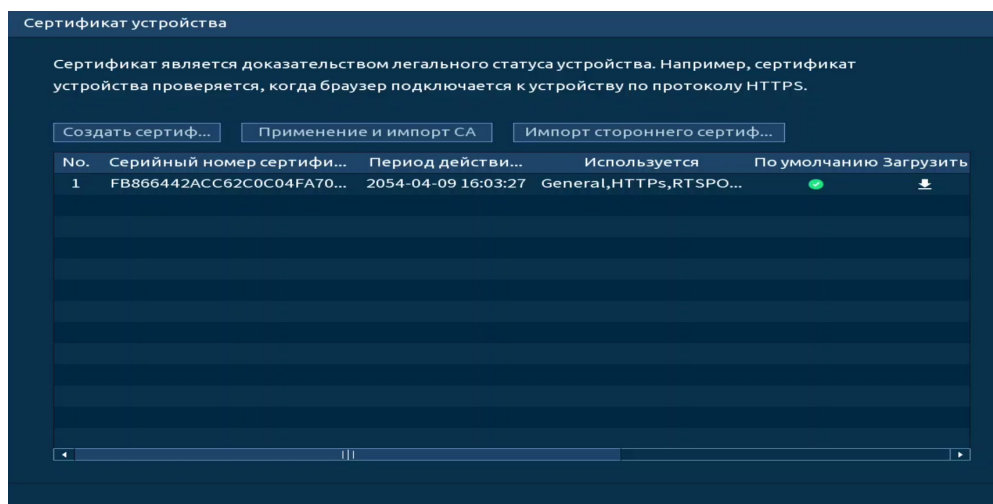 Сертификат устройства
Сертификат является доказательством легального статуса устройства. Например, сертификат
устройства проверяется, когда браузер подключается к устройству по протоколу HTTPS.
Создать сертиф... Применение и импорт CA Импорт стороннего сертиф...
No. Серийный номер сертифи... Период действи... Используется По умолчанию Загрузить
1 FB866442ACC62C0C04FA70... 2054-04-09 16:03:27 General,HTTPs,RTSPO...